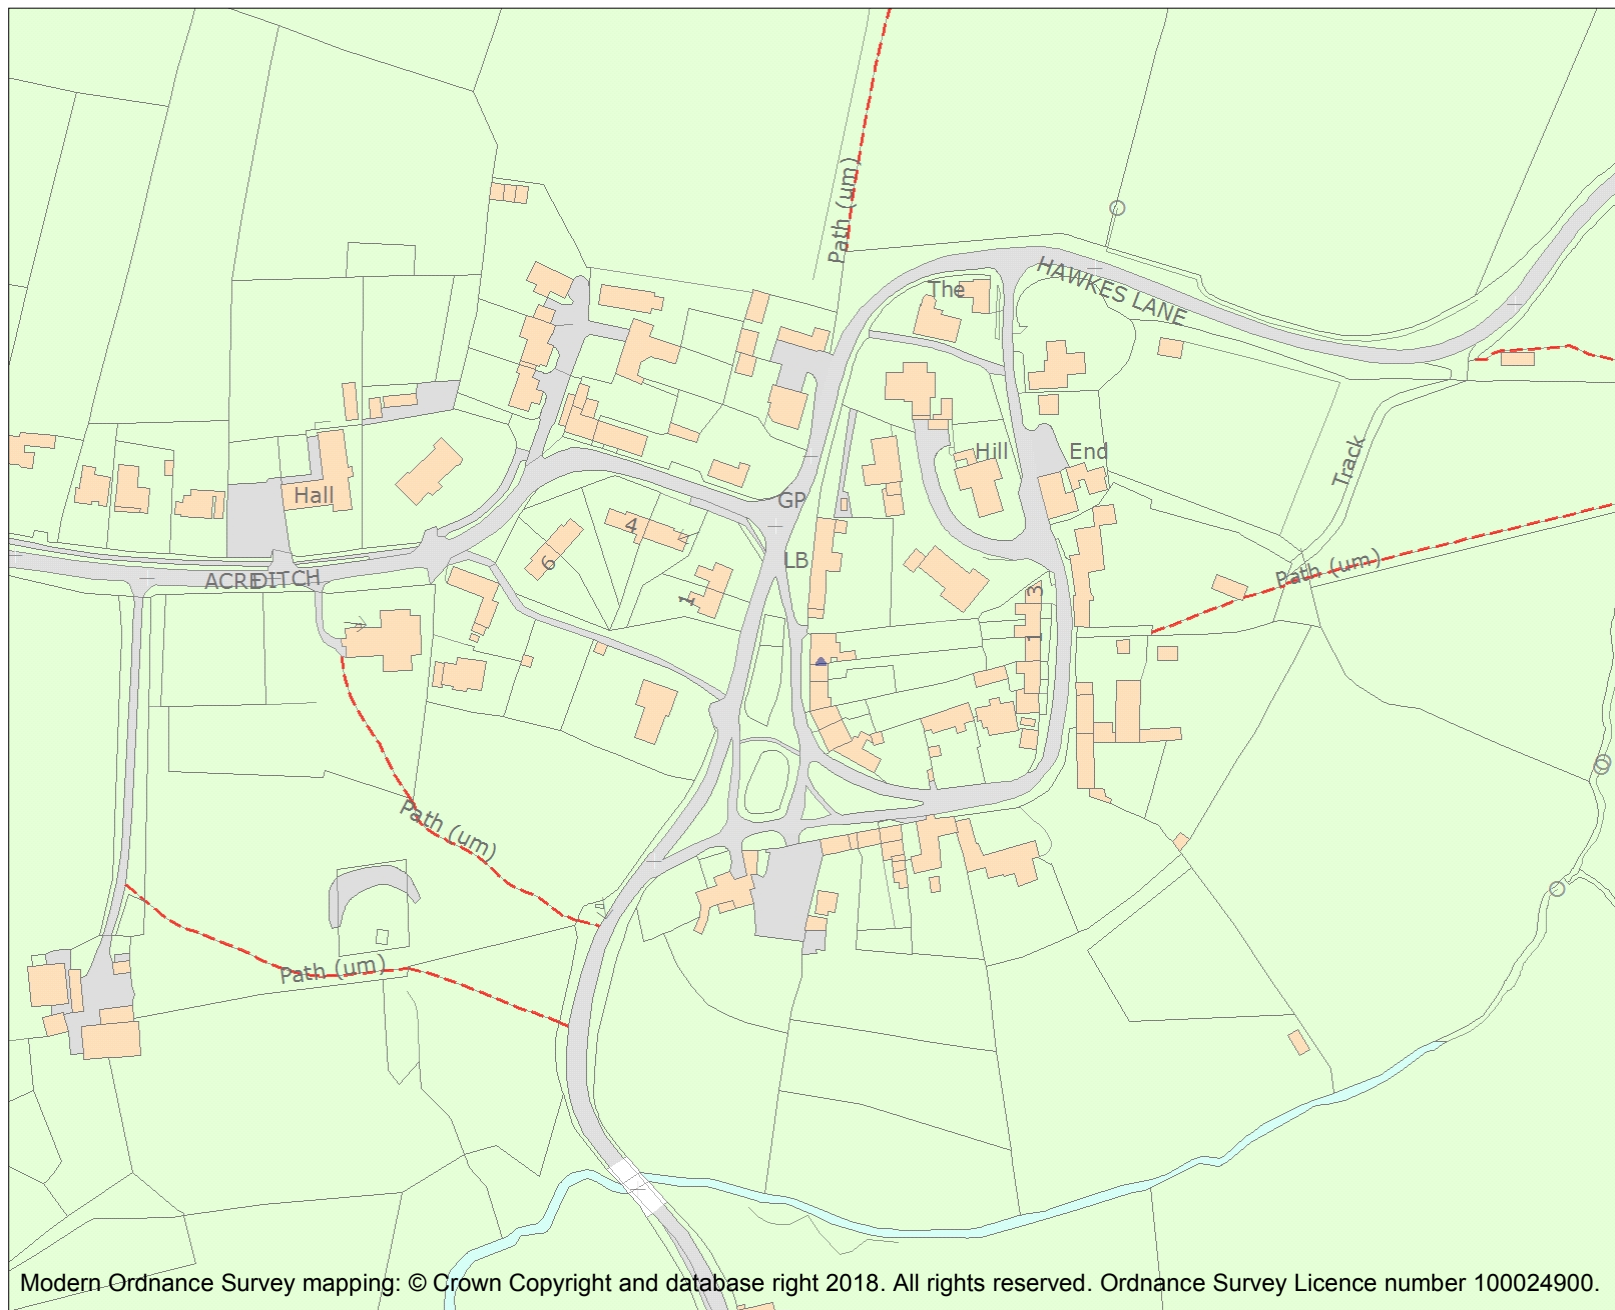 Path (um)
The
HAWKES LANE
Hill
End
Track
Hall
GP
4
6
LB
ACRE DITCH
Path (um)
1
3
1
Path (um)
Path (um)
Modern Ordnance Survey mapping: © Crown Copyright and database right 2018. All rights reserved. Ordnance Survey Licence number 100024900.